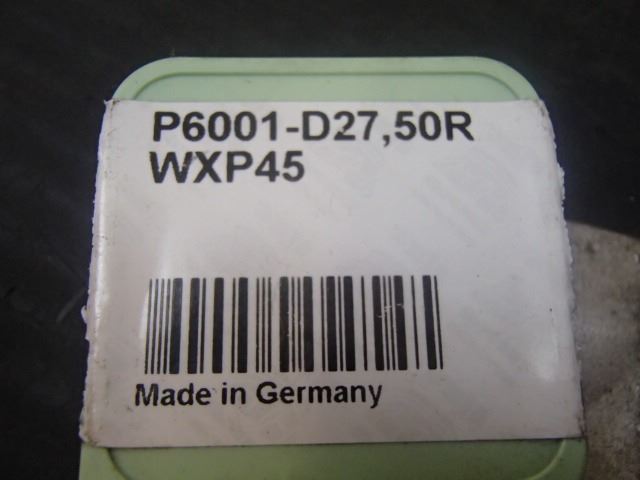 P6001-D27,50R
WXP45
Made in Germany